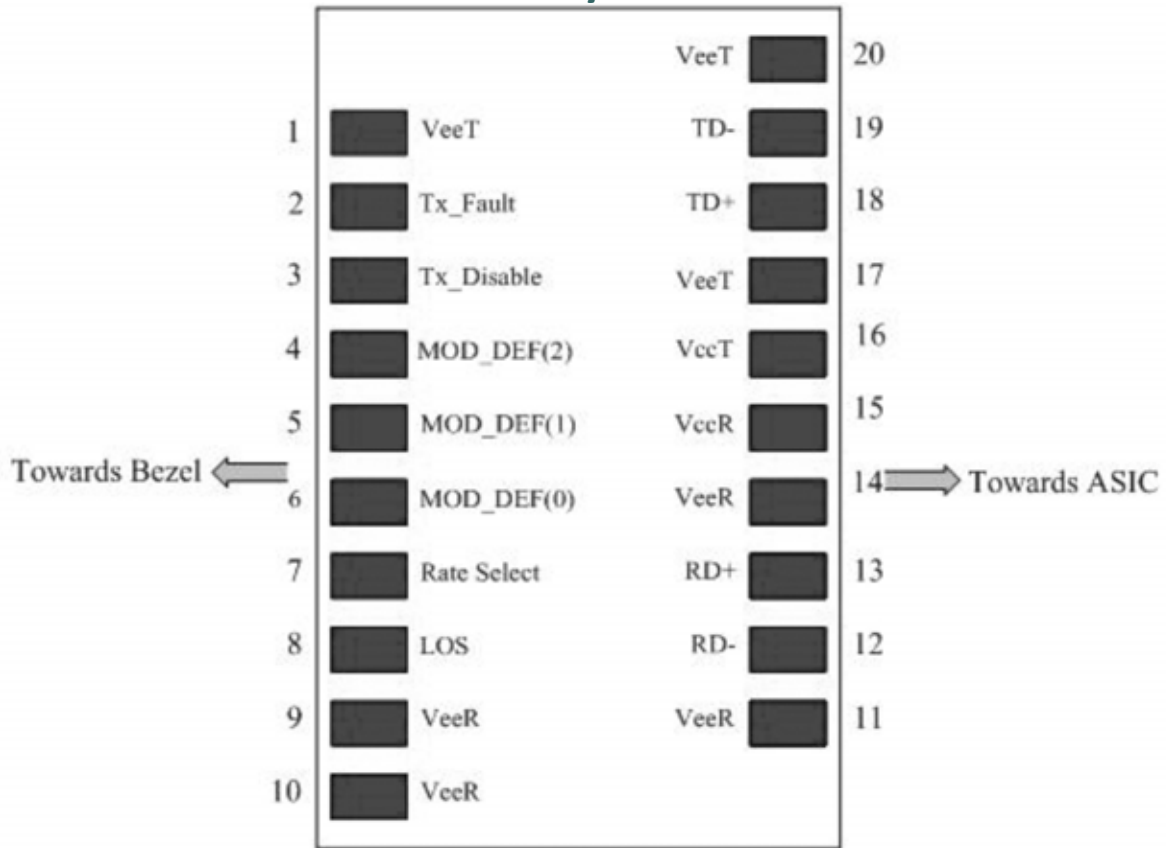 VeeT 20
1 VeeT TD- 19
2 Tx_Fault TD+ 18
3 Tx_Disable VeeT 17
4 MOD_DEF(2) VccT 16
5 MOD_DEF(1) VccR 15
Towards Bezel
6 MOD_DEF(0) VeeR 14 Towards ASIC
7 Rate Select RD+ 13
8 LOS RD- 12
9 VeeR VeeR 11
10 VeeR